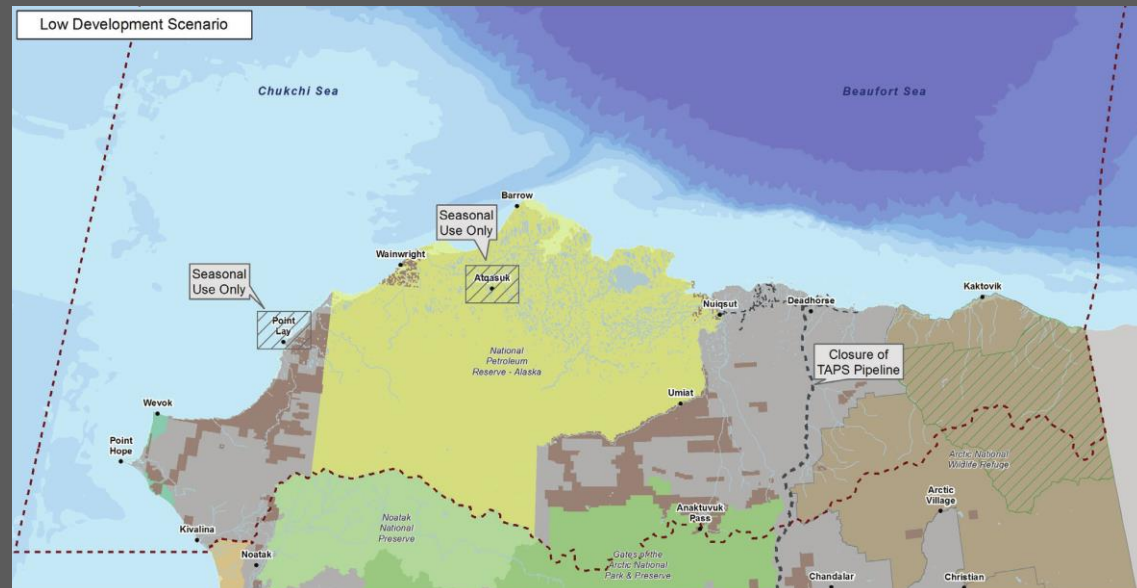 Low Development Scenario
Chukchi Sea
Beaufort Sea
Barrow
Seasonal
Use Only
Wainwright
Atqasuk
Seasonal
Use Only
Kaktovik
Nuiqsut
Deadhorse
Point
Lay
National
Petroleum
Reserve - Alaska
Closure of
TAPS Pipeline
Umiat
Wevok
Point
Hope
Arctic National
Wildlife Refuge
Arctic
Village
Anaktuvuk
Pass
Noatak
National
Preserve
Kivalina
Noatak
Gates of the
Arctic National
Park & Preserve
Chandalar
Christian